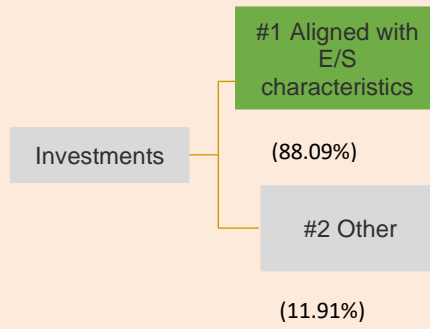 #1 Aligned with
E/S
characteristics
Investments
(88.09%)
#2 Other
(11.91%)